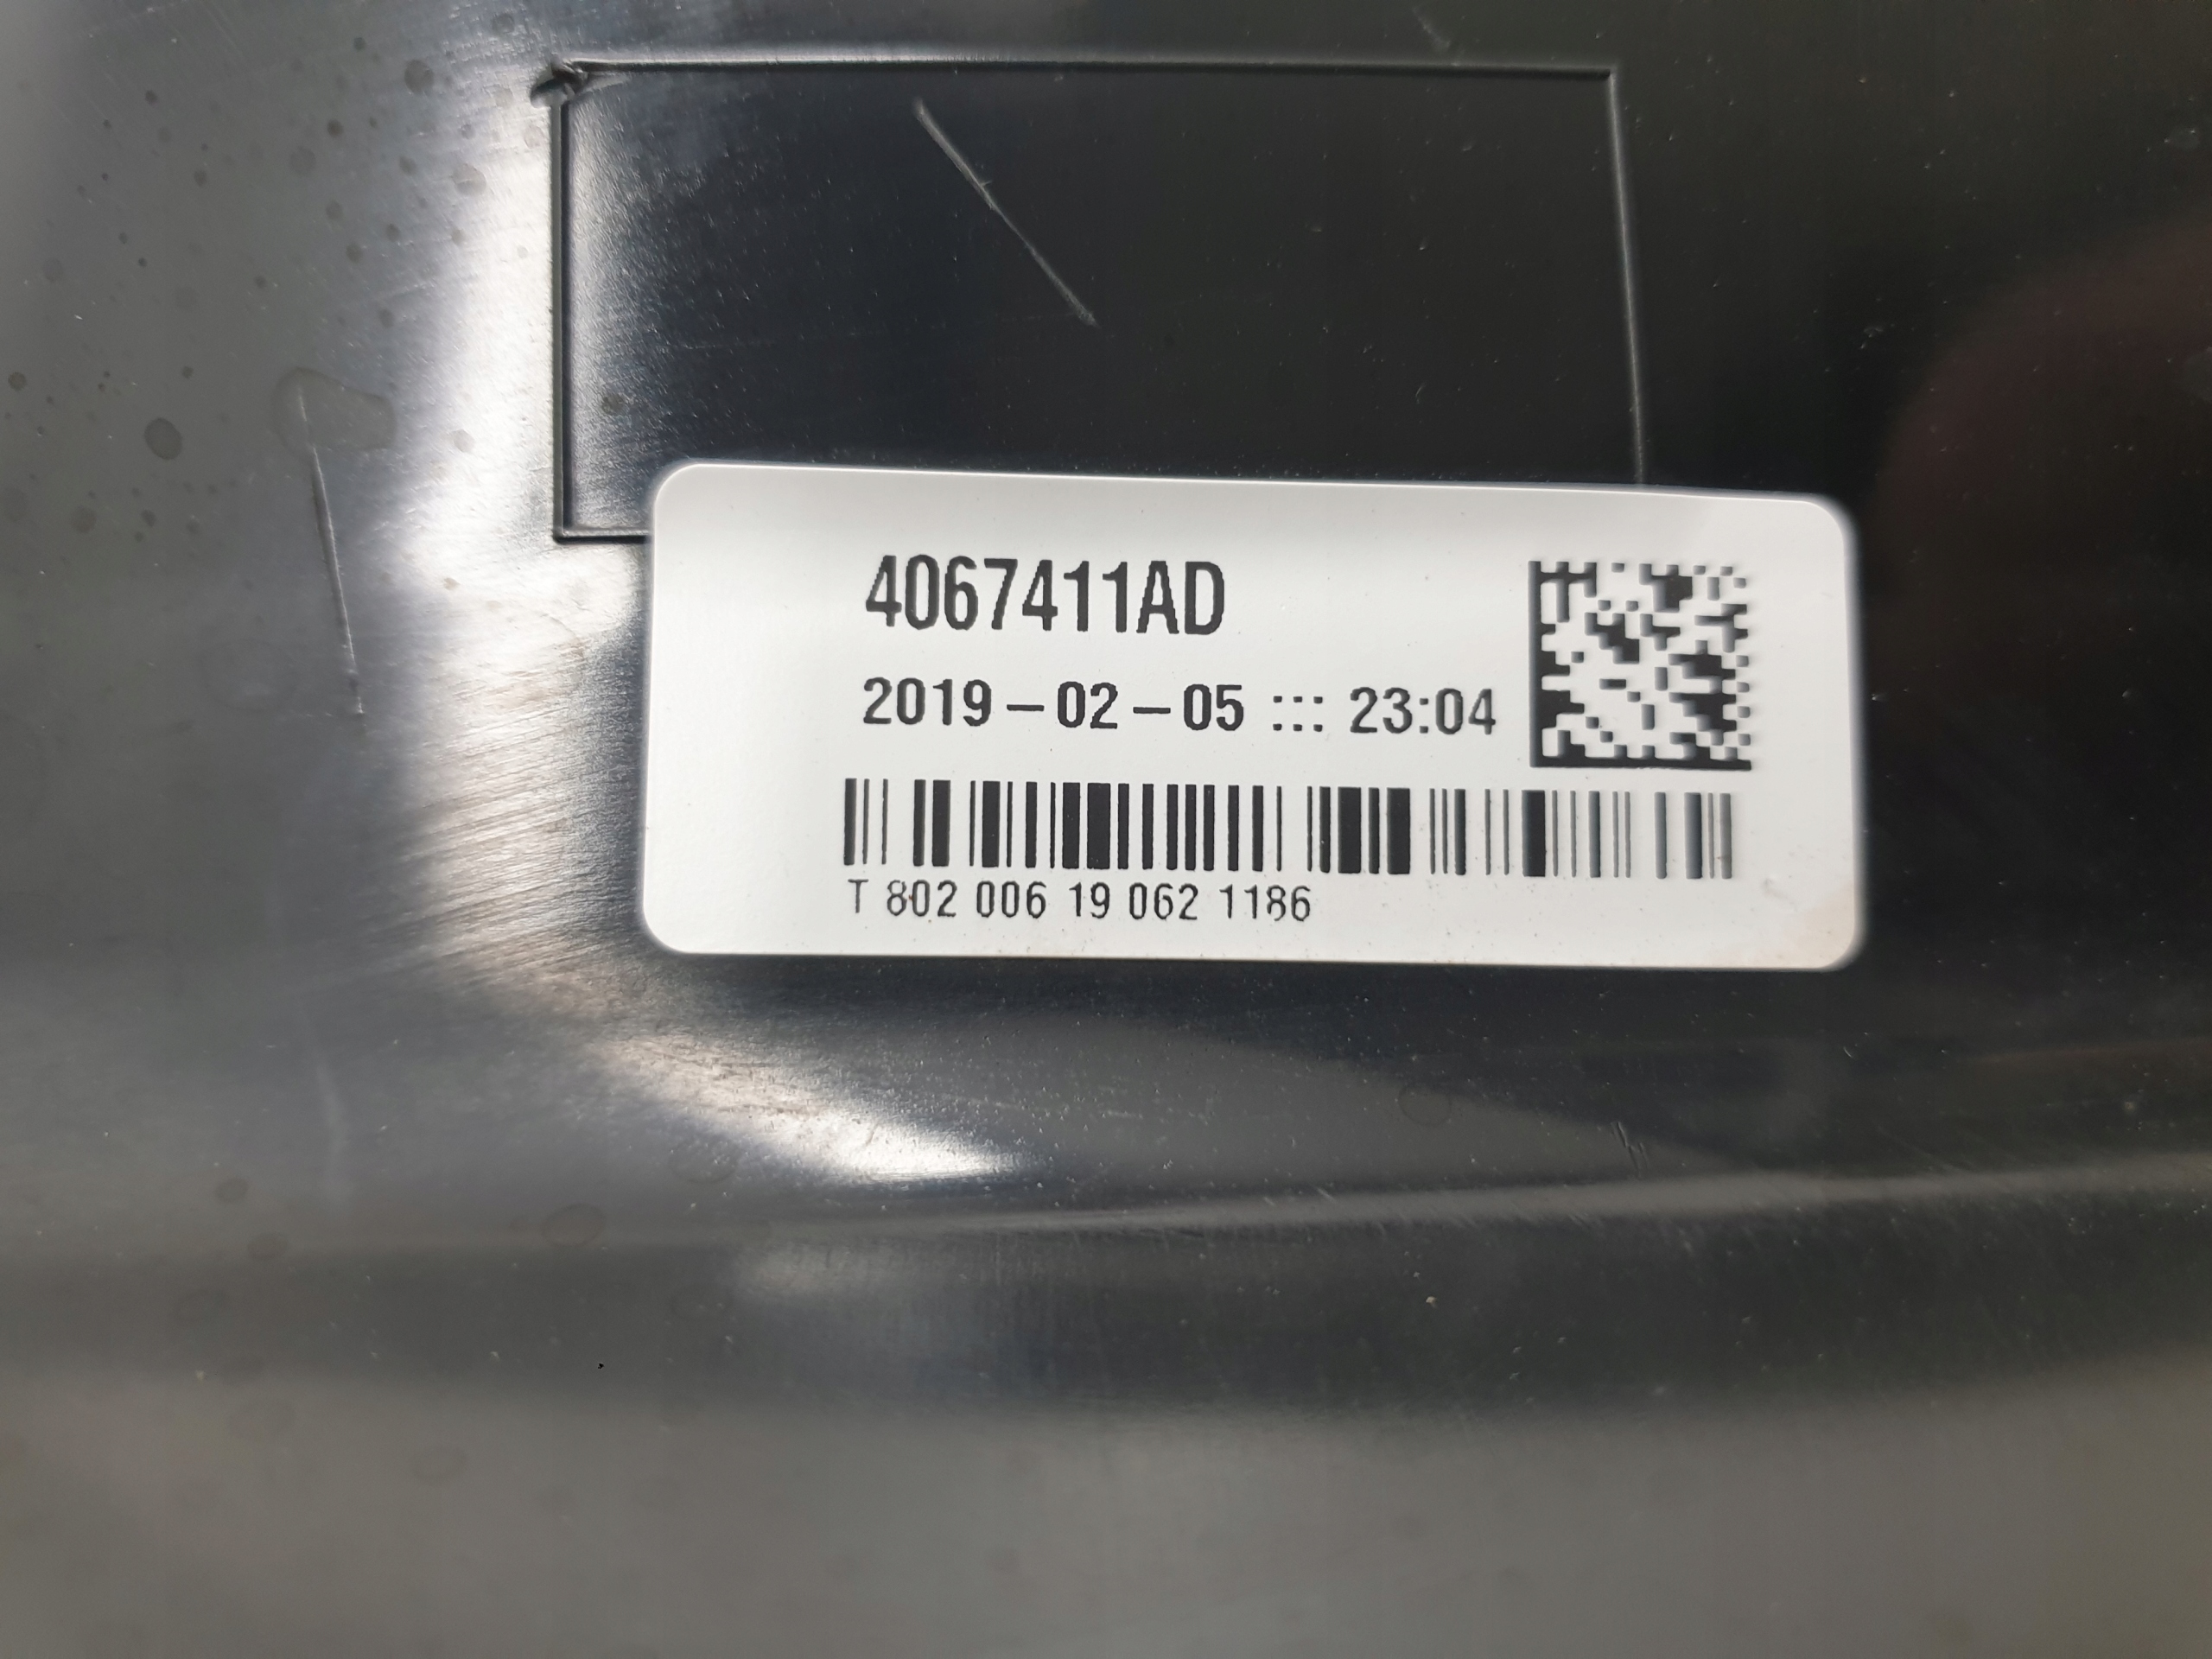 4067411AD
2019-02-05 ::: 23:04
T 802 006 19 062 1186